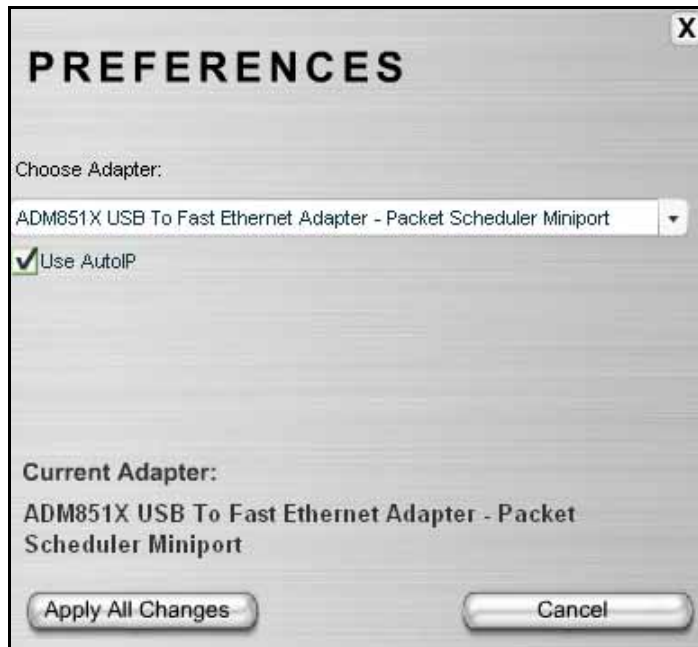 X
PREFERENCES
Choose Adapter:
ADM851X USB To Fast Ethernet Adapter - Packet Scheduler Miniport
Use AutoIP
Current Adapter:
ADM851X USB To Fast Ethernet Adapter - Packet
Scheduler Miniport
Apply All Changes
Cancel